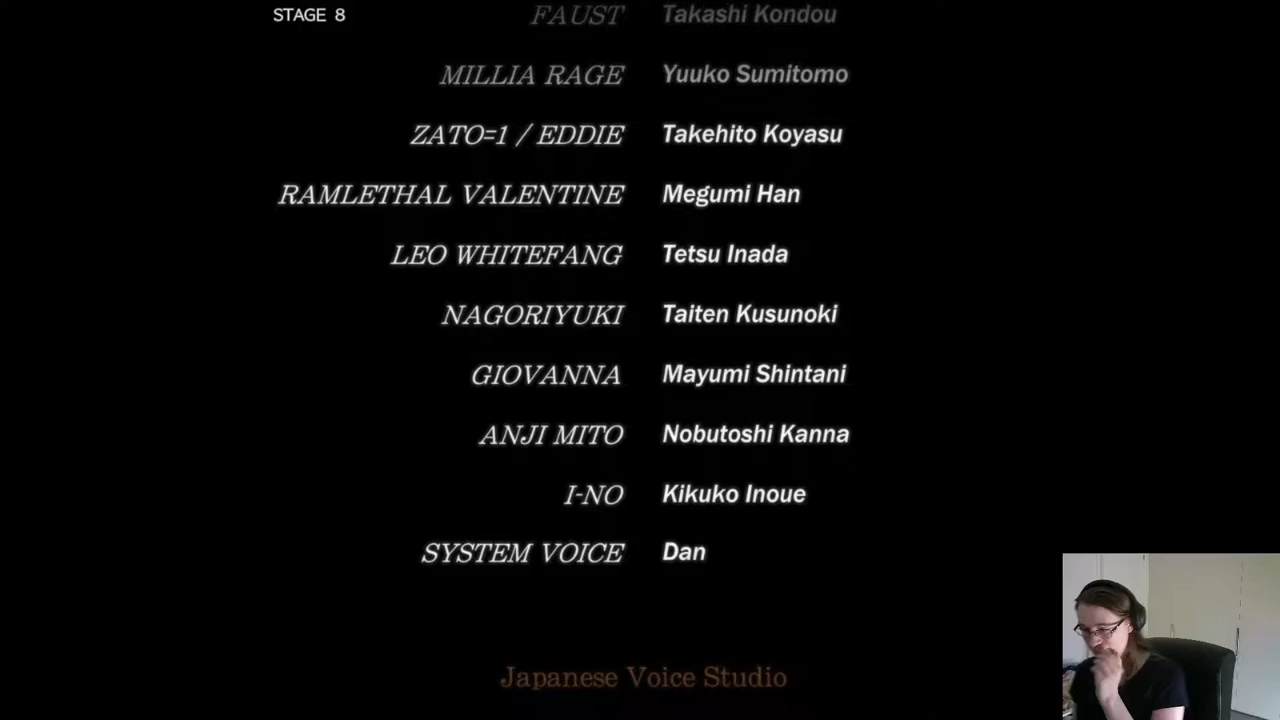 STAGE 8
FAUST Takashi Kondou
MILLIA RAGE Yuuko Sumitomo
ZATO=1 / EDDIE Takehito Koyasu
RAMLETHAL VALENTINE Megumi Han
LEO WHITEFANG Tetsu Inada
NAGORIYUKI Taiten Kusunoki
GIOVANNA Mayumi Shintani
ANJI MITO Nobutoshi Kanna
I-NO Kikuko Inoue
SYSTEM VOICE Dan
Japanese Voice Studio